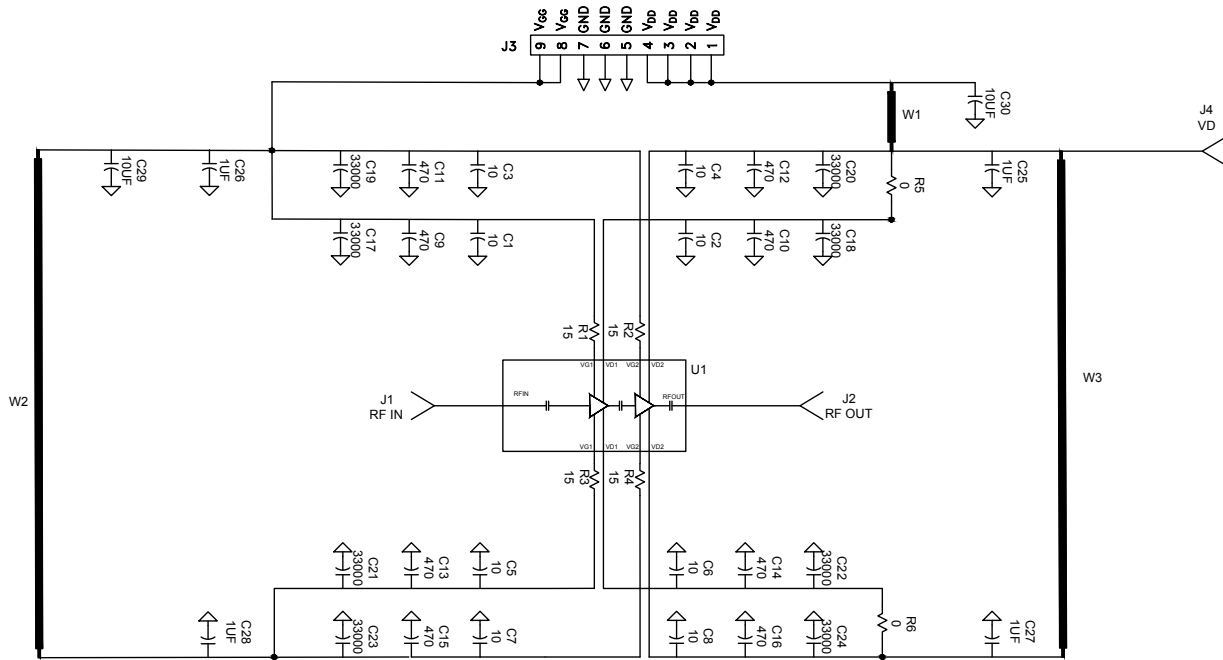 VGG
VGG
GND
GND
GND
VDD
VDD
VDD
VDD
J3
9
8
7
6
5
4
3
2
1
C30
10UF
W1
J4
VD
C29
10UF
C26
1UF
C19
33000
C11
470
C3
10
C4
10
C12
470
C20
33000
R5
0
C25
1UF
C17
33000
C9
470
C1
10
C2
10
C10
470
C18
33000
R1
15
R2
15
VG1
VD1
VG2
VD2
U1
W2
J1
RF IN
RFIN
RFOUT
J2
RF OUT
W3
VG1
VD1
VG2
VD2
R3
15
R4
15
C21
33000
C13
470
C5
10
C6
10
C14
470
C22
33000
C28
1UF
C23
33000
C15
470
C7
10
C8
10
C16
470
C24
33000
R6
0
C27
1UF